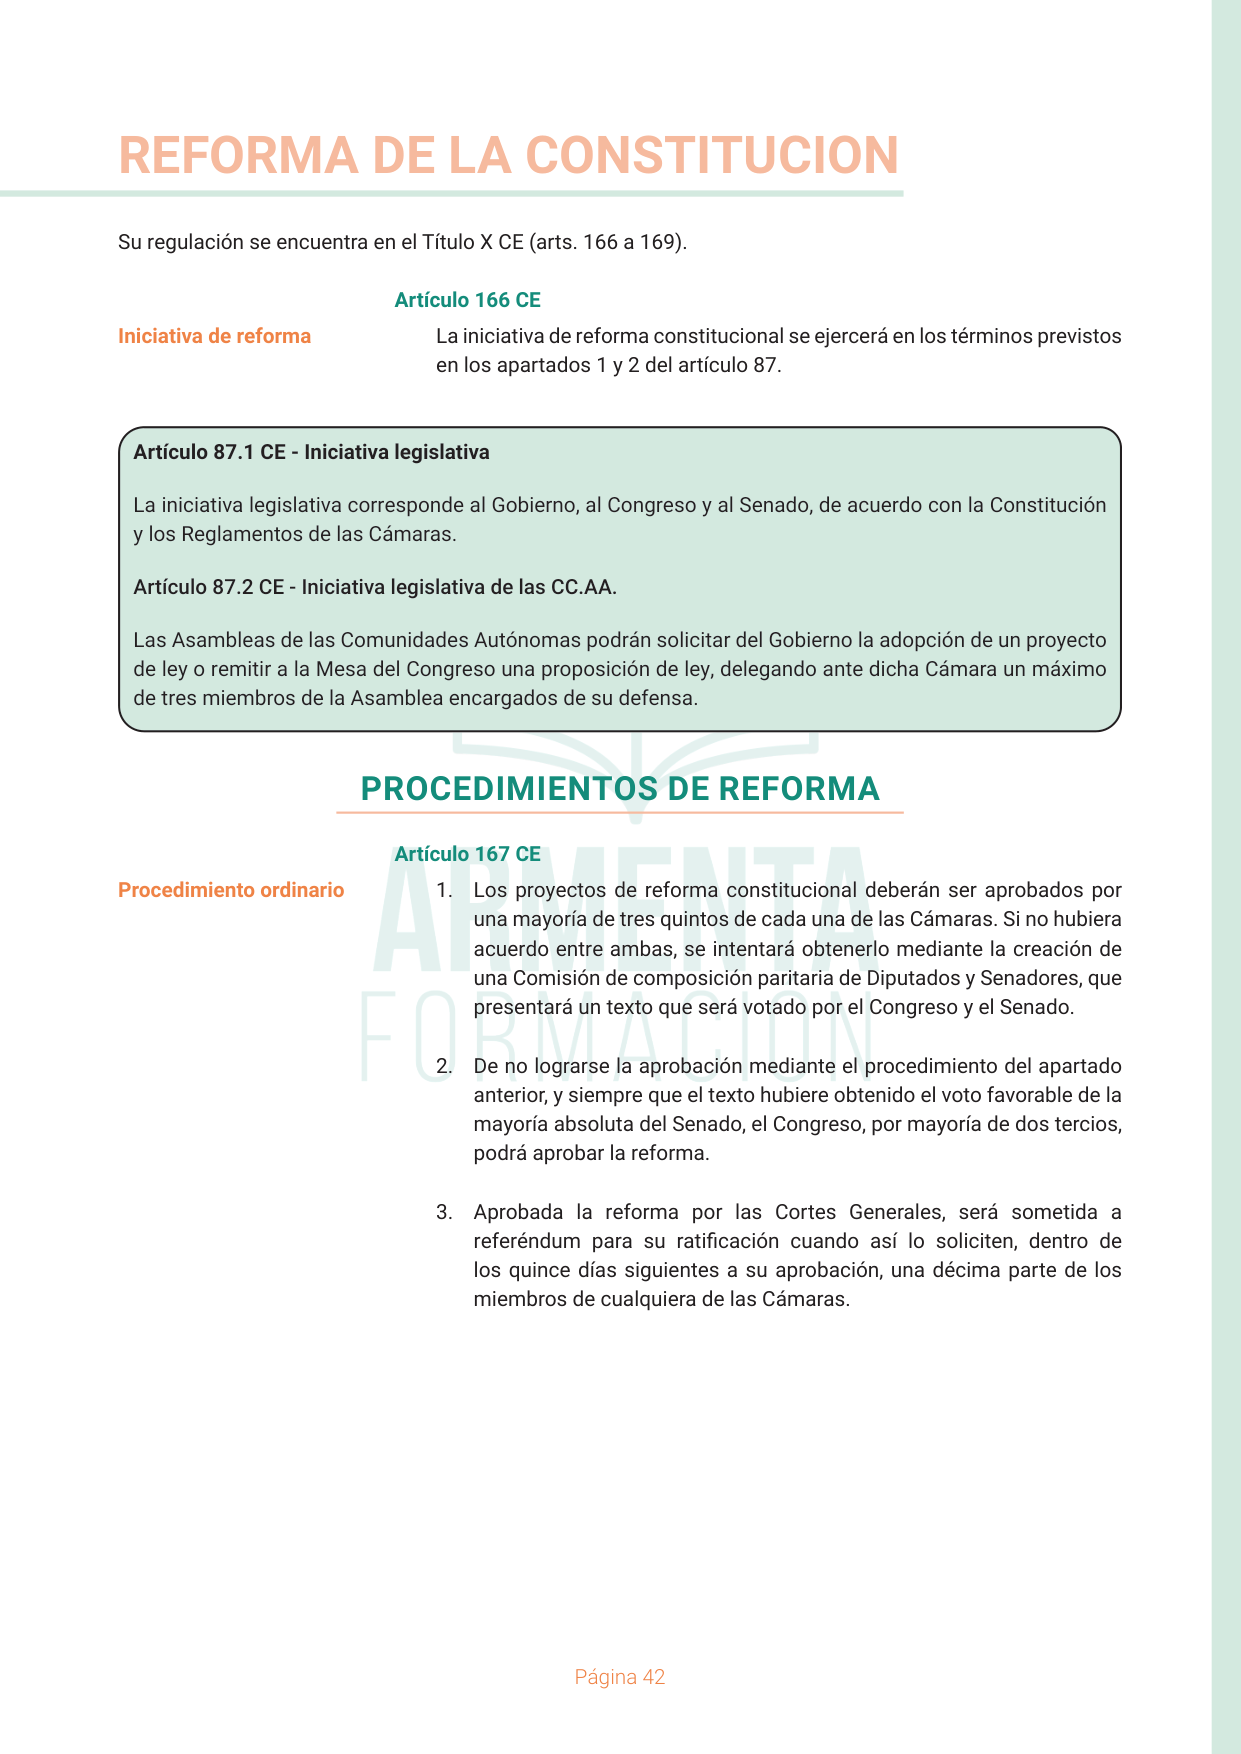 REFORMA DE LA CONSTITUCION
Su regulación se encuentra en el Título X CE (arts. 166 a 169).
Artículo 166 CE
Iniciativa de reforma
La iniciativa de reforma constitucional se ejercerá en los términos previstos
en los apartados 1 y 2 del artículo 87.
Artículo 87.1 CE - Iniciativa legislativa
La iniciativa legislativa corresponde al Gobierno, al Congreso y al Senado, de acuerdo con la Constitución
y los Reglamentos de las Cámaras.
Artículo 87.2 CE - Iniciativa legislativa de las CC.AA.
Las Asambleas de las Comunidades Autónomas podrán solicitar del Gobierno la adopción de un proyecto
de ley o remitir a la Mesa del Congreso una proposición de ley, delegando ante dicha Cámara un máximo
de tres miembros de la Asamblea encargados de su defensa.
PROCEDIMIENTOS DE REFORMA
ARMENTA
FORMACION
Artículo 167 CE
Procedimiento ordinario
1. Los proyectos de reforma constitucional deberán ser aprobados por
una mayoría de tres quintos de cada una de las Cámaras. Si no hubiera
acuerdo entre ambas, se intentará obtenerlo mediante la creación de
una Comisión de composición paritaria de Diputados y Senadores, que
presentará un texto que será votado por el Congreso y el Senado.
2. De no lograrse la aprobación mediante el procedimiento del apartado
anterior, y siempre que el texto hubiere obtenido el voto favorable de la
mayoría absoluta del Senado, el Congreso, por mayoría de dos tercios,
podrá aprobar la reforma.
3. Aprobada la reforma por las Cortes Generales, será sometida a
referéndum para su ratificación cuando así lo soliciten, dentro de
los quince días siguientes a su aprobación, una décima parte de los
miembros de cualquiera de las Cámaras.
Página 42